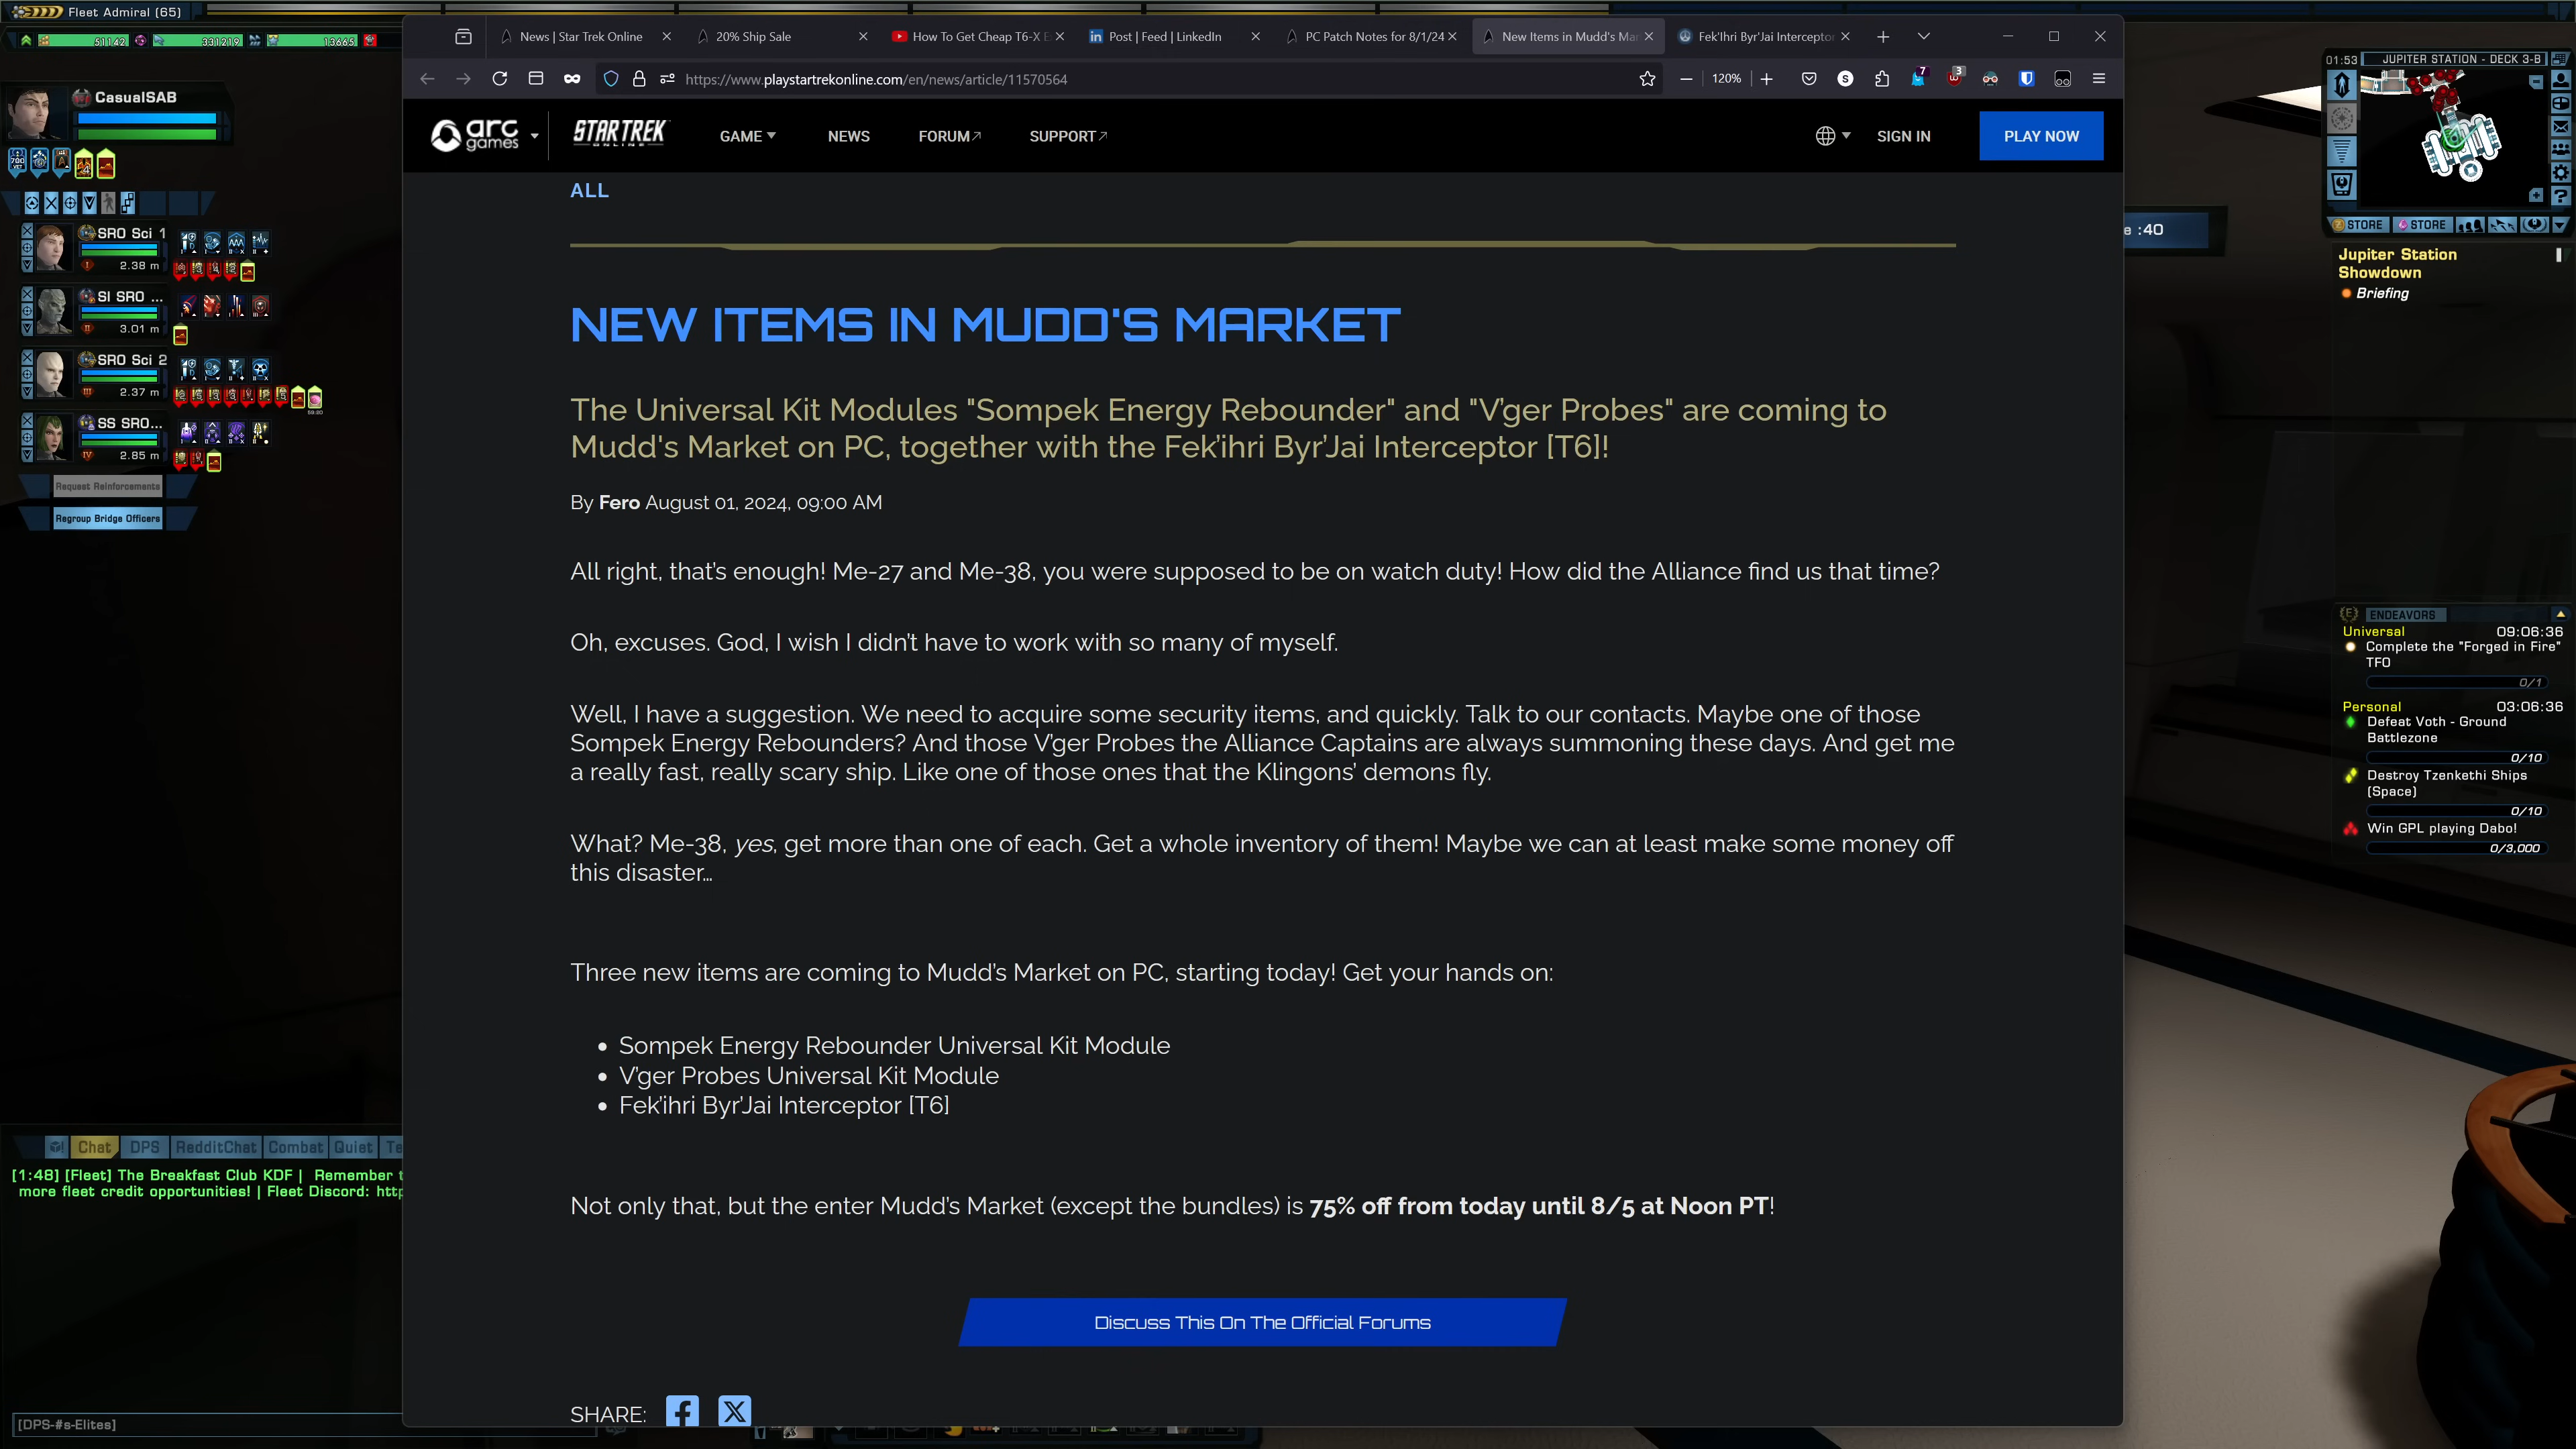 Fleet Admiral (65)
51142
331219
13665
News | Star Trek Online
20% Ship Sale
How To Get Cheap T6-X E
Post | Feed | LinkedIn
PC Patch Notes for 8/1/24
New Items in Mudd's Mar
Fek'Ihri Byr'Jai Interceptor
https://www.playstartrekonline.com/en/news/article/11570564
120%
7
3
01:53
JUPITER STATION - DECK 3-B
arc games
STAR TREK ONLINE
GAME
NEWS
FORUM
SUPPORT
SIGN IN
PLAY NOW
CasualSAB
SRO Sci 1
2.38 m
SI SRO ...
3.01 m
SRO Sci 2
2.37 m
SS SRO...
2.85 m
Request Reinforcements
Regroup Bridge Officers
ALL
NEW ITEMS IN MUDD'S MARKET
The Universal Kit Modules "Sompek Energy Rebounder" and "V’ger Probes" are coming to
Mudd's Market on PC, together with the Fek’ihri Byr’Jai Interceptor [T6]!
By Fero August 01, 2024, 09:00 AM
All right, that’s enough! Me-27 and Me-38, you were supposed to be on watch duty! How did the Alliance find us that time?
Oh, excuses. God, I wish I didn’t have to work with so many of myself.
Well, I have a suggestion. We need to acquire some security items, and quickly. Talk to our contacts. Maybe one of those
Sompek Energy Rebounders? And those V’ger Probes the Alliance Captains are always summoning these days. And get me
a really fast, really scary ship. Like one of those ones that the Klingons’ demons fly.
What? Me-38, yes, get more than one of each. Get a whole inventory of them! Maybe we can at least make some money off
this disaster…
Three new items are coming to Mudd’s Market on PC, starting today! Get your hands on:
Sompek Energy Rebounder Universal Kit Module
V’ger Probes Universal Kit Module
Fek’ihri Byr’Jai Interceptor [T6]
Not only that, but the enter Mudd’s Market (except the bundles) is 75% off from today until 8/5 at Noon PT!
Discuss This On The Official Forums
SHARE:
STORE
STORE
e :40
Jupiter Station
Showdown
Briefing
ENDEAVORS
Universal 09:06:36
Complete the "Forged in Fire"
TFO
0/1
Personal 03:06:36
Defeat Voth - Ground
Battlezone
0/10
Destroy Tzenkethi Ships
(Space)
0/10
Win GPL playing Dabo!
0/3,000
Chat
DPS
RedditChat
Combat
Quiet
Te
[1:48] [Fleet] The Breakfast Club KDF | Remember t
more fleet credit opportunities! | Fleet Discord: http
[DPS-#s-Elites]